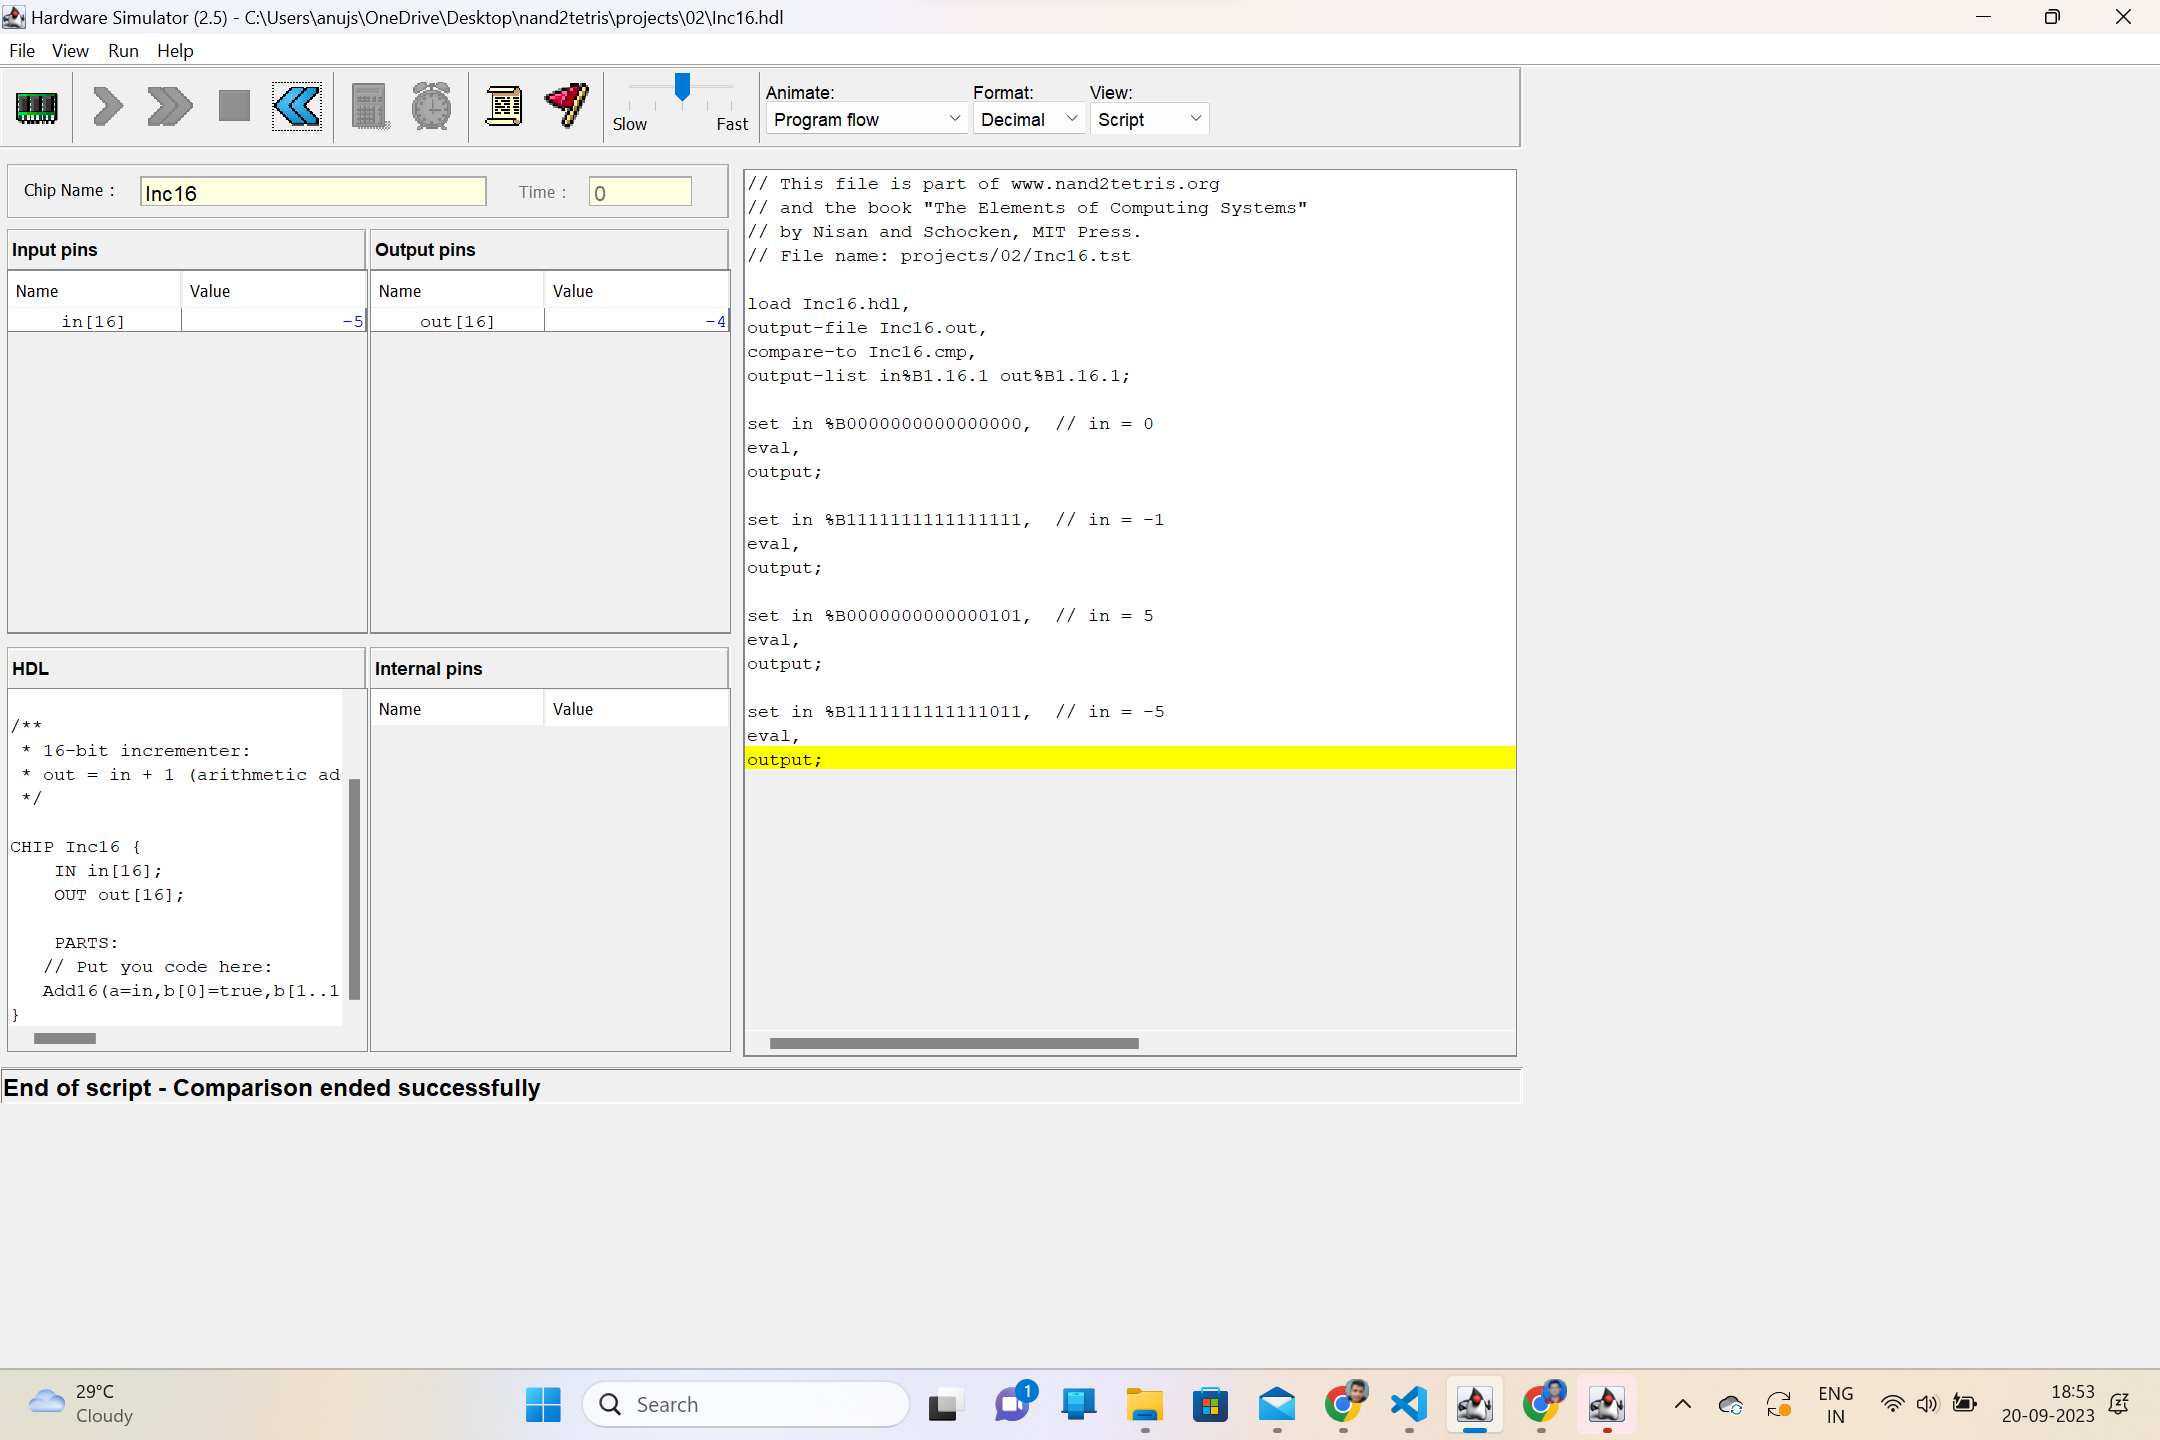 Hardware Simulator (2.5) - C:\Users\anujs\OneDrive\Desktop\nand2tetris\projects\02\Inc16.hdl
File View Run Help
Slow Fast
Animate: Format: View:
Program flow Decimal Script
Chip Name : Inc16 Time : 0
Input pins
Name Value
in[16] -5
Output pins
Name Value
out[16] -4
HDL
/**
* 16-bit incrementer:
* out = in + 1 (arithmetic ad
*/
CHIP Inc16 {
IN in[16];
OUT out[16];
PARTS:
// Put you code here:
Add16(a=in,b[0]=true,b[1..1
}
Internal pins
Name Value
// This file is part of www.nand2tetris.org
// and the book "The Elements of Computing Systems"
// by Nisan and Schocken, MIT Press.
// File name: projects/02/Inc16.tst
load Inc16.hdl,
output-file Inc16.out,
compare-to Inc16.cmp,
output-list in%B1.16.1 out%B1.16.1;
set in %B0000000000000000, // in = 0
eval,
output;
set in %B1111111111111111, // in = -1
eval,
output;
set in %B0000000000000101, // in = 5
eval,
output;
set in %B1111111111111011, // in = -5
eval,
output;
End of script - Comparison ended successfully
29°C
Cloudy
Search
1
ENG
IN
18:53
20-09-2023